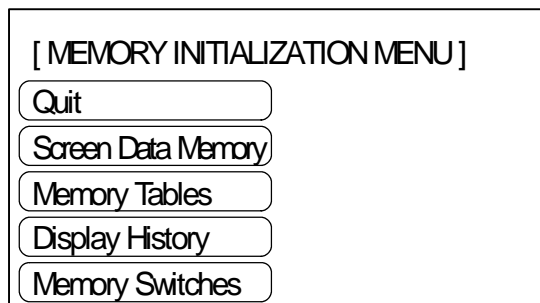 [ MEMORY INITIALIZATION MENU ]
Quit
Screen Data Memory
Memory Tables
Display History
Memory Switches